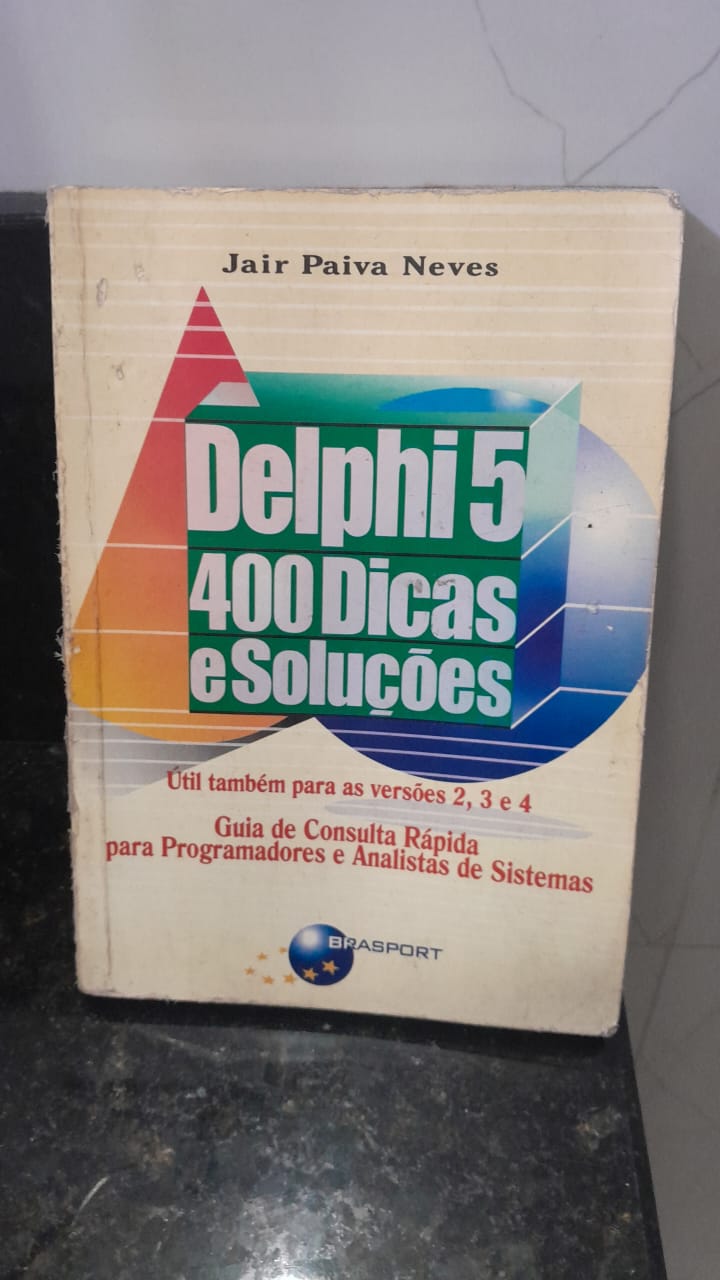 Jair Paiva Neves
Delphi 5
400 Dicas
e Soluções
Útil também para as versões 2, 3 e 4
Guia de Consulta Rápida
para Programadores e Analistas de Sistemas
BRASPORT